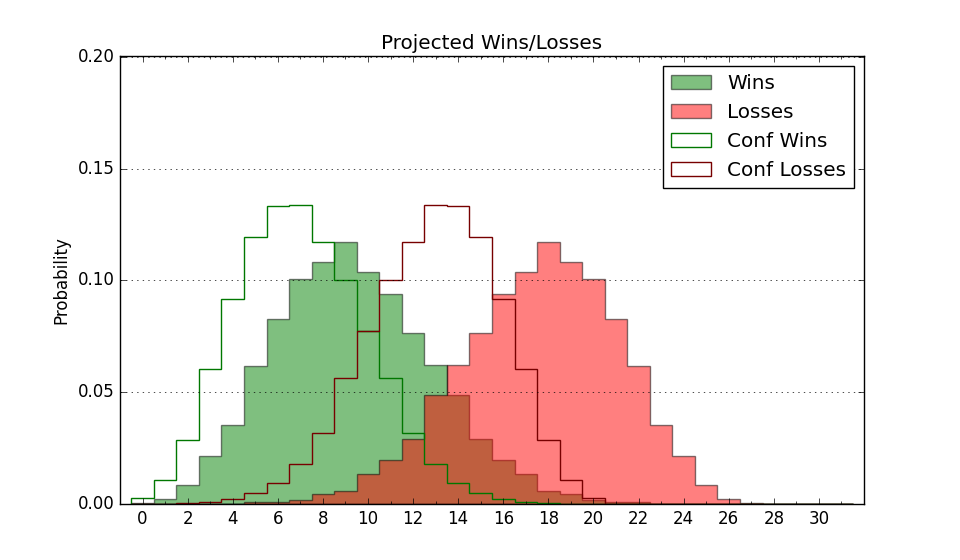 Projected Wins/Losses
0.20
0.15
0.10
0.05
0.00
Probability
Wins
Losses
Conf Wins
Conf Losses
0 2 4 6 8 10 12 14 16 18 20 22 24 26 28 30